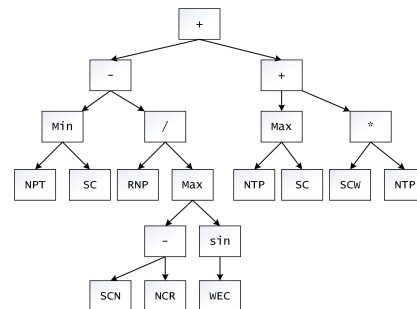 +
- +
Min / Max *
NPT SC RNP Max NTP SC SCW NTP
- sin
SCN NCR WEC